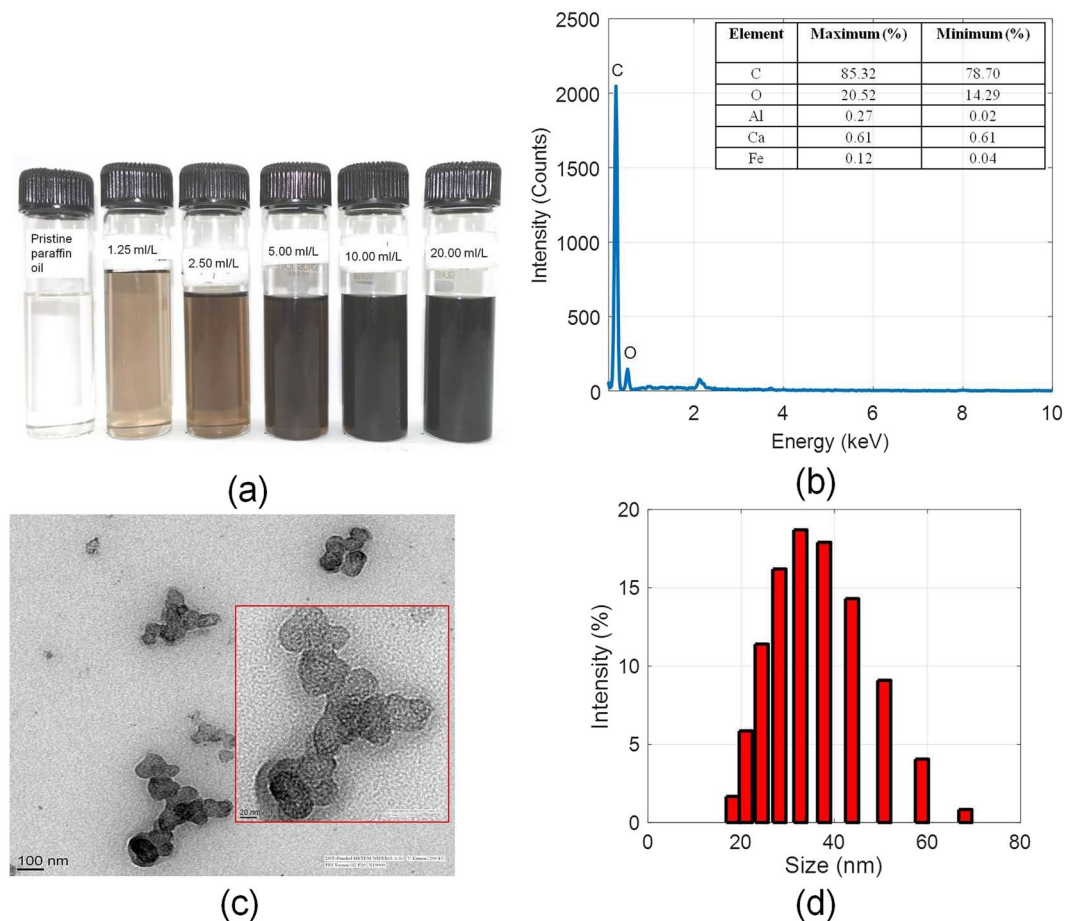 Pristine
paraffin
oil
1.25 ml/L
2.50 ml/L
5.00 ml/L
10.00 ml/L
20.00 ml/L
(a)
2500
2000
1500
1000
500
0
2
4
6
8
10
Intensity (Counts)
Energy (keV)
C
O
Element Maximum (%) Minimum (%)
C 85.32 78.70
O 20.52 14.29
Al 0.27 0.02
Ca 0.61 0.61
Fe 0.12 0.04
(b)
100 nm
20 nm
(c)
20
15
10
5
0
0
20
40
60
80
Intensity (%)
Size (nm)
(d)